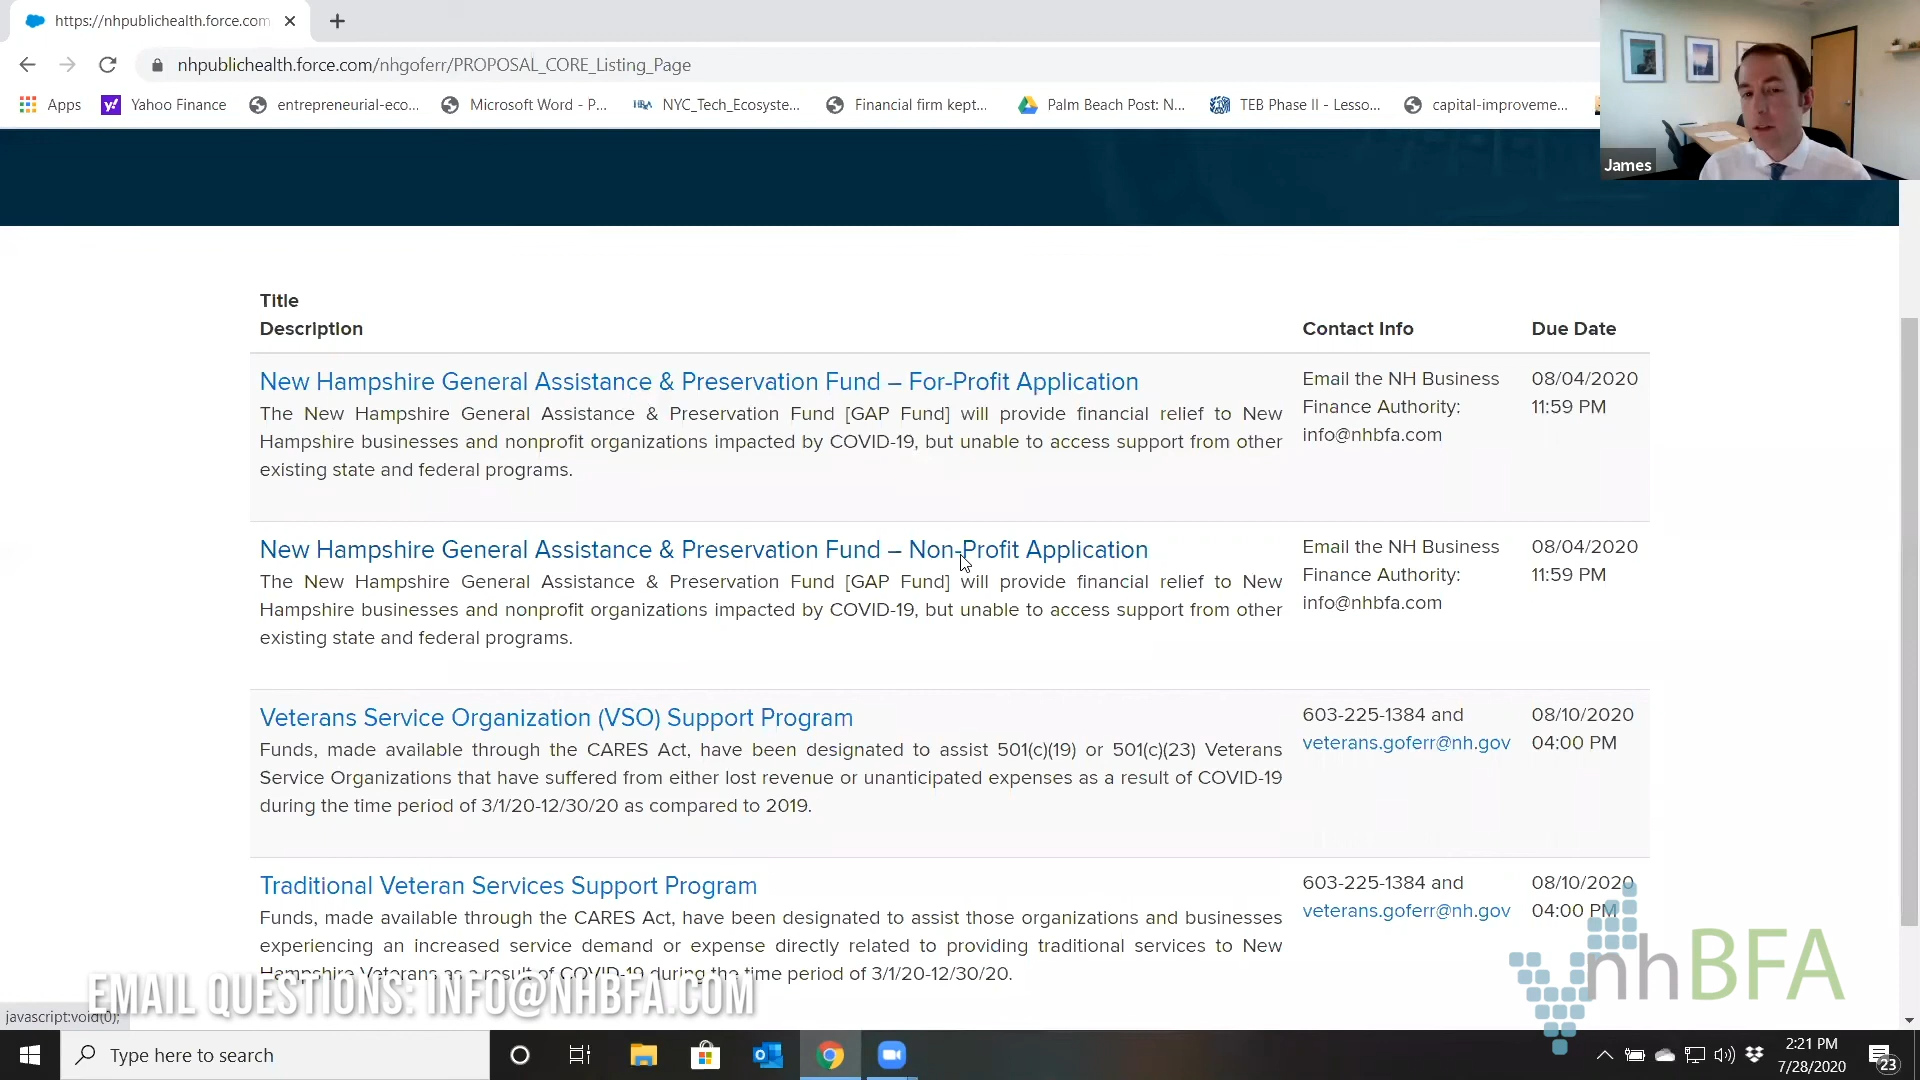 https://nhpublichealth.force.com
nhpublichealth.force.com/nhgoferr/PROPOSAL_CORE_Listing_Page
Apps
Yahoo Finance
entrepreneurial-eco...
Microsoft Word - P...
NYC_Tech_Ecosyste...
Financial firm kept...
Palm Beach Post: N...
TEB Phase II - Lesso...
capital-improveme...
James
Title
Description
Contact Info
Due Date
New Hampshire General Assistance & Preservation Fund – For-Profit Application
The New Hampshire General Assistance & Preservation Fund [GAP Fund] will provide financial relief to New
Hampshire businesses and nonprofit organizations impacted by COVID-19, but unable to access support from other
existing state and federal programs.
Email the NH Business
Finance Authority:
info@nhbfa.com
08/04/2020
11:59 PM
New Hampshire General Assistance & Preservation Fund – Non-Profit Application
The New Hampshire General Assistance & Preservation Fund [GAP Fund] will provide financial relief to New
Hampshire businesses and nonprofit organizations impacted by COVID-19, but unable to access support from other
existing state and federal programs.
Email the NH Business
Finance Authority:
info@nhbfa.com
08/04/2020
11:59 PM
Veterans Service Organization (VSO) Support Program
Funds, made available through the CARES Act, have been designated to assist 501(c)(19) or 501(c)(23) Veterans
Service Organizations that have suffered from either lost revenue or unanticipated expenses as a result of COVID-19
during the time period of 3/1/20-12/30/20 as compared to 2019.
603-225-1384 and
veterans.goferr@nh.gov
08/10/2020
04:00 PM
Traditional Veteran Services Support Program
Funds, made available through the CARES Act, have been designated to assist those organizations and businesses
experiencing an increased service demand or expense directly related to providing traditional services to New
Hampshire Veterans as a result of COVID-19 during the time period of 3/1/20-12/30/20.
603-225-1384 and
veterans.goferr@nh.gov
08/10/2020
04:00 PM
EMAIL QUESTIONS: INFO@NHBFA.COM
nhBFA
javascript:void(0);
Type here to search
2:21 PM
7/28/2020
23